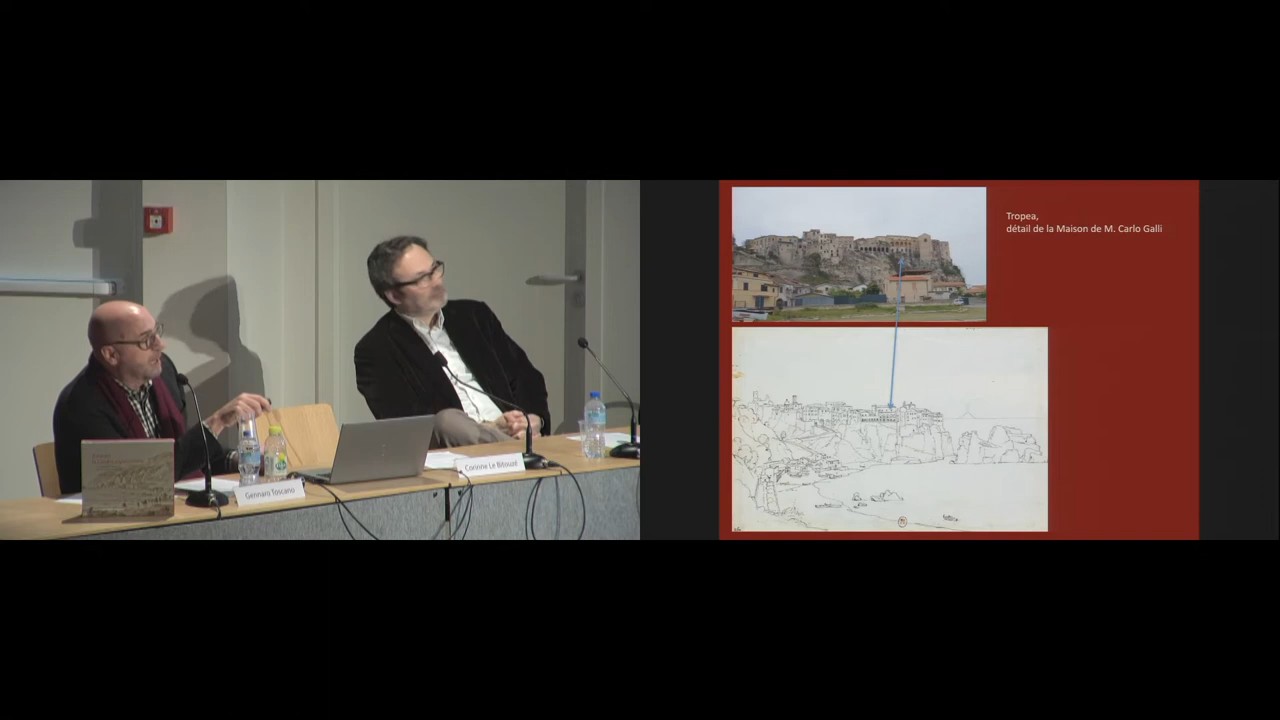 Tropea,
détail de la Maison de M. Carlo Galli
Gennaro Toscano
Corinne Le Bitouzé